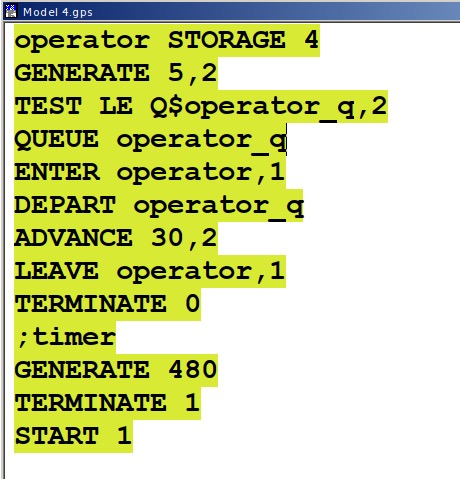 Model 4.gps
operator STORAGE 4
GENERATE 5,2
TEST LE Q$operator_q,2
QUEUE operator_q
ENTER operator,1
DEPART operator_q
ADVANCE 30,2
LEAVE operator,1
TERMINATE 0
;timer
GENERATE 480
TERMINATE 1
START 1